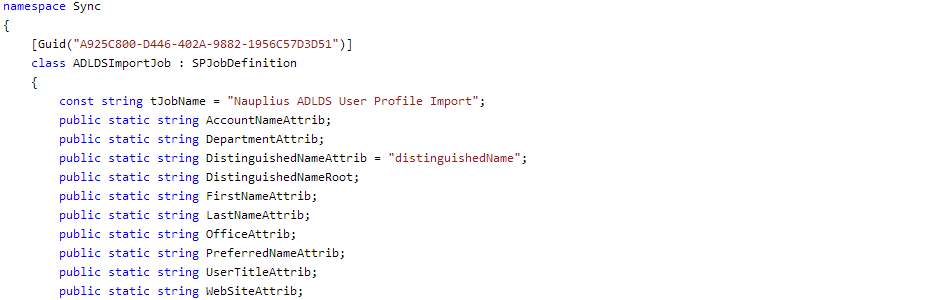 namespace Sync
{
[Guid("A925C800-D446-402A-9882-1956C57D3D51")]
class ADLDSImportJob : SPJobDefinition
{
const string tJobName = "Nauplius ADLDS User Profile Import";
public static string AccountNameAttrib;
public static string DepartmentAttrib;
public static string DistinguishedNameAttrib = "distinguishedName";
public static string DistinguishedNameRoot;
public static string FirstNameAttrib;
public static string LastNameAttrib;
public static string OfficeAttrib;
public static string PreferredNameAttrib;
public static string UserTitleAttrib;
public static string WebSiteAttrib;